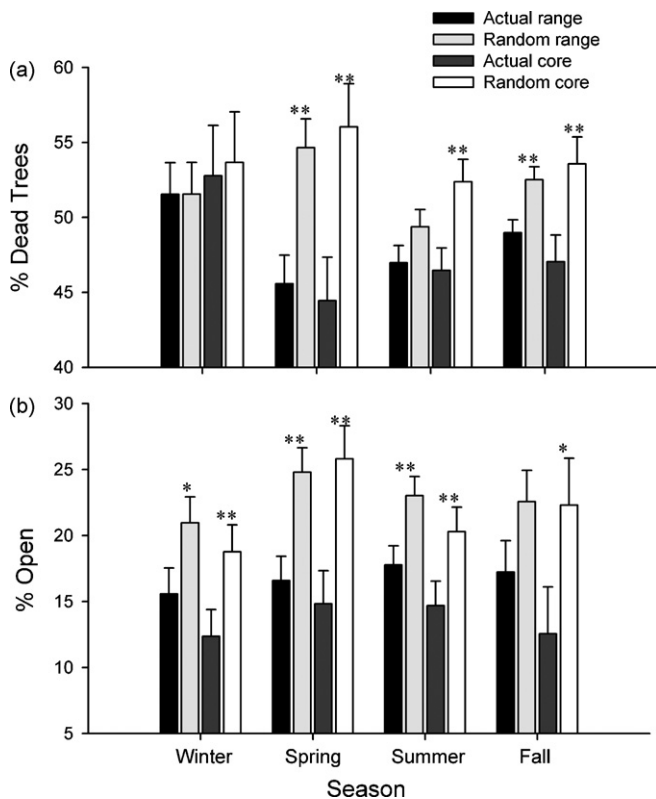 Actual range
Random range
Actual core
Random core
(a)
60
55
50
45
40
% Dead Trees
** ** ** ** **
(b)
30
25
20
15
10
5
% Open
* ** ** ** ** ** *
Winter Spring Summer Fall
Season